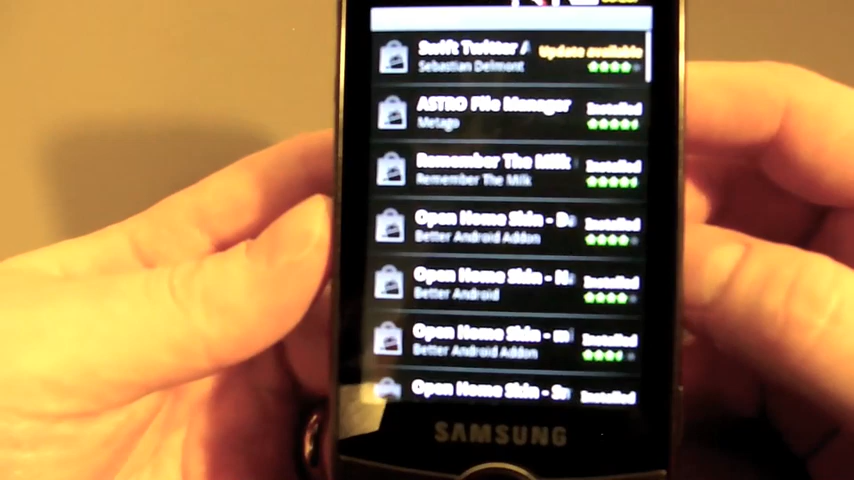 Swift Twitter
Update available
Sebastian Delmont
ASTRO File Manager
Installed
Metago
Remember The Milk
Installed
Remember The Milk
Open Home Skin -
Installed
Better Android Addon
Open Home Skin -
Installed
Better Android
Open Home Skin -
Installed
Better Android Addon
Open Home Skin -
Installed
SAMSUNG